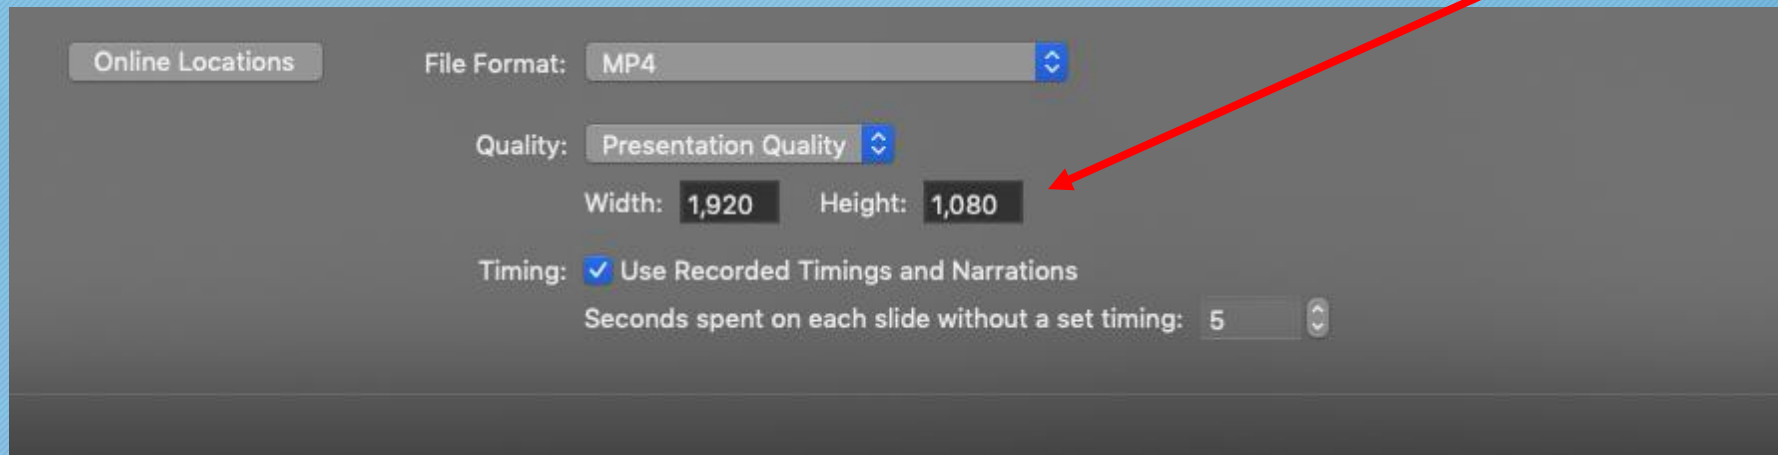 Online Locations File Format: MP4
Quality: Presentation Quality
Width: 1,920 Height: 1,080
Timing: Use Recorded Timings and Narrations
Seconds spent on each slide without a set timing: 5